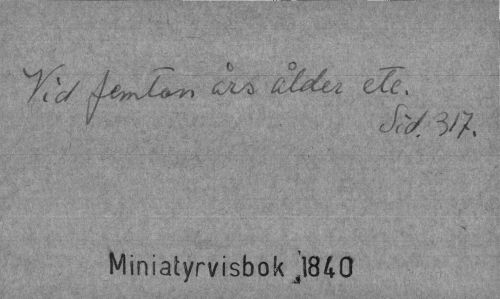 Vid femton års ålder etc.
Sid. 317.
Miniatyrvisbok 1840